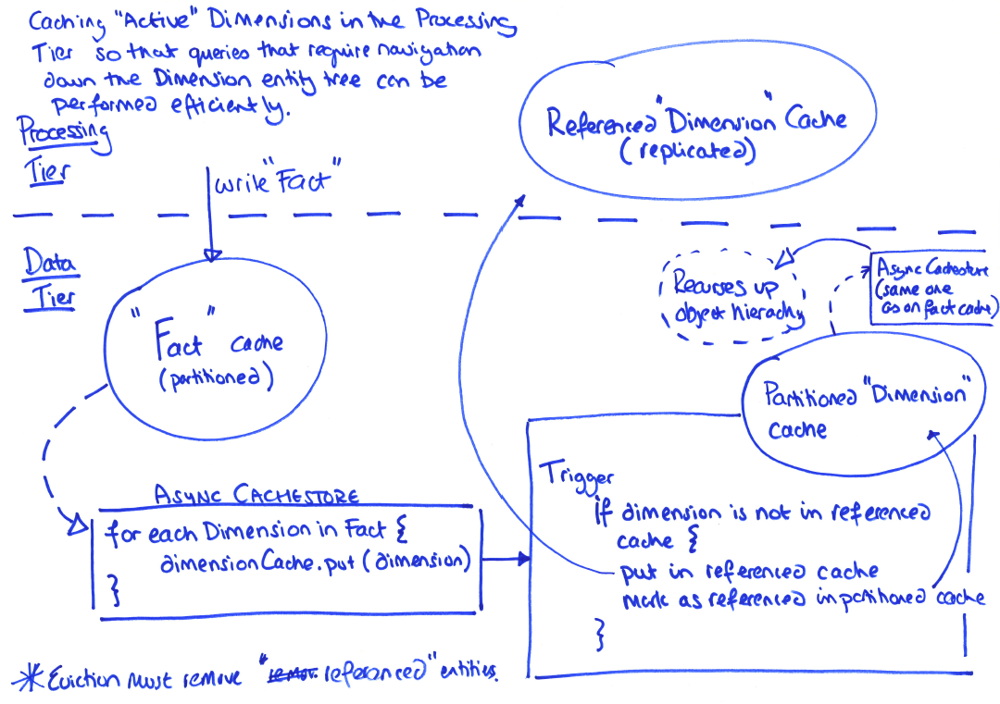 Caching "Active" Dimensions in the Processing
Tier so that queries that require navigation
down the Dimension entity tree can be
performed efficiently.
Processing
Tier
write "Fact"
Referenced "Dimension" Cache
(replicated)
Data
Tier
"Fact" cache
(partitioned)
Recurses up
object hierachy
Async Cachestore
(same one
as on fact cache)
Partitioned "Dimension"
cache
ASYNC CACHESTORE
for each Dimension in Fact {
dimensionCache.put (dimension)
}
Trigger
if dimension is not in referenced
cache {
put in referenced cache
mark as referenced in partitioned cache
}
* Eviction must remove "referenced" entities.